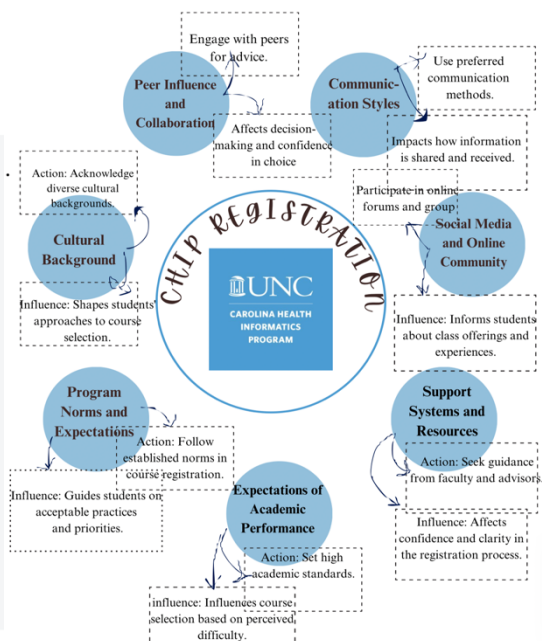 Engage with peers
for advice.
Peer Influence
and
Collaboration
Affects decision-
making and confidence
in choice
Communic-
ation Styles
Use preferred
communication
methods.
Impacts how information
is shared and received.
Participate in online
forums and group
Social Media
and Online
Community
Influence: Informs students
about class offerings and
experiences.
Action: Acknowledge
diverse cultural
backgrounds.
Cultural
Background
Influence: Shapes students'
approaches to course
selection.
CHIP REGISTRATION
UNC
CAROLINA HEALTH
INFORMATICS
PROGRAM
Program
Norms and
Expectations
Action: Follow
established norms in
course registration.
Influence: Guides students on
acceptable practices
and priorities.
Support
Systems and
Resources
Action: Seek guidance
from faculty and advisors
Influence: Affects
confidence and clarity in
the registration process.
Expectations of
Academic
Performance
Action: Set high
academic standards.
influence: Influences course
selection based on perceived
difficulty.